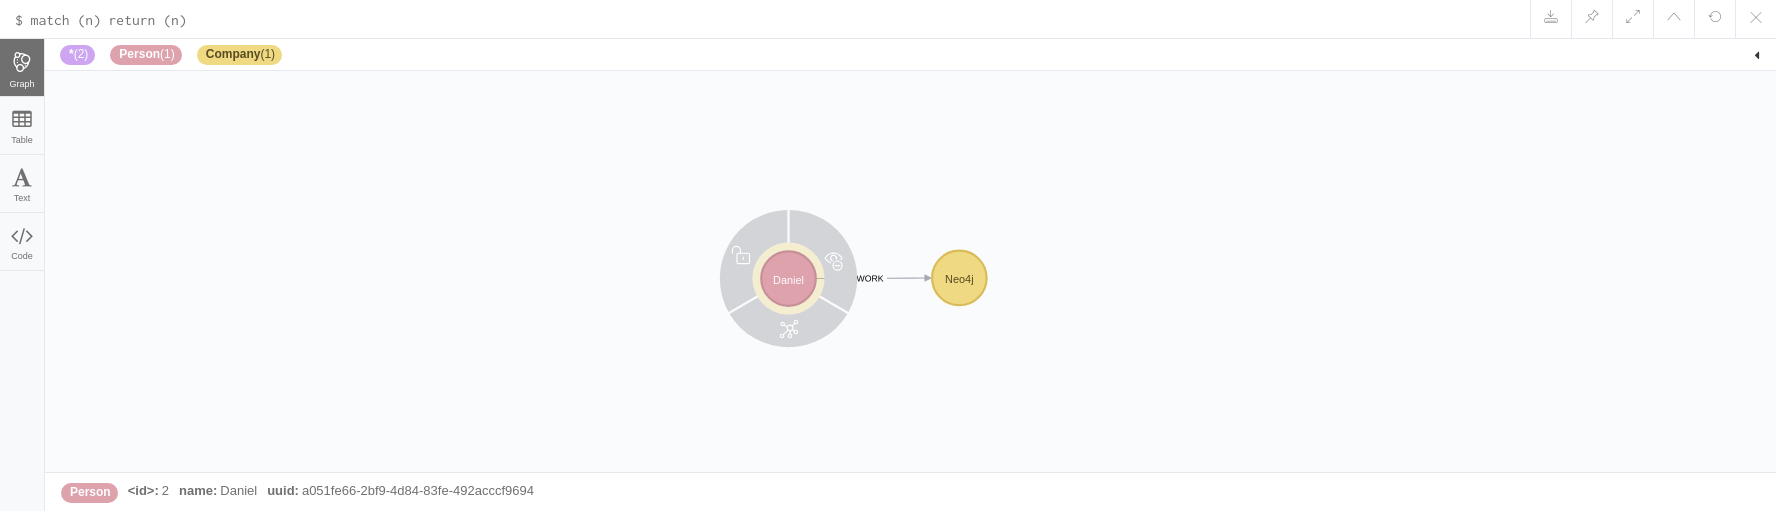 $ match (n) return (n)
*(2) Person(1) Company(1)
Graph
Table
Text
Code
Daniel WORK Neo4j
Person <id>: 2 name: Daniel uuid: a051fe66-2bf9-4d84-83fe-492acccf9694